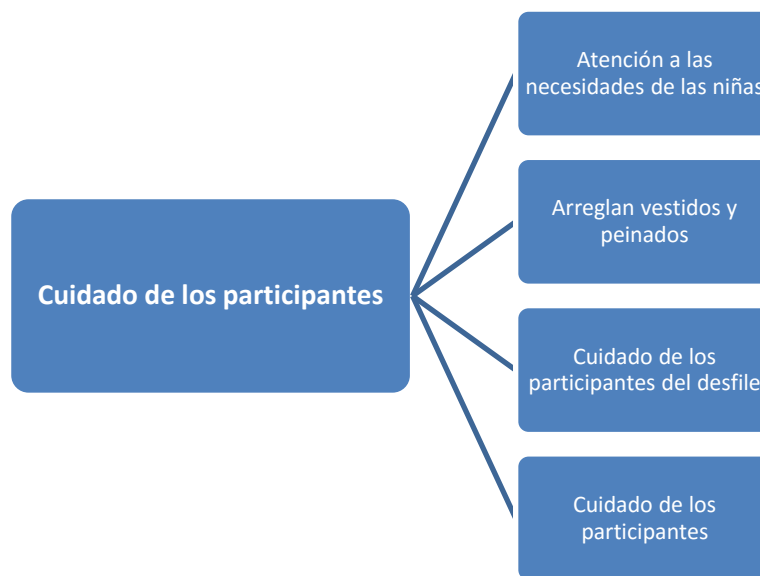 Cuidado de los participantes
Atención a las
necesidades de las niñas
Arreglan vestidos y
peinados
Cuidado de los
participantes del desfile
Cuidado de los
participantes